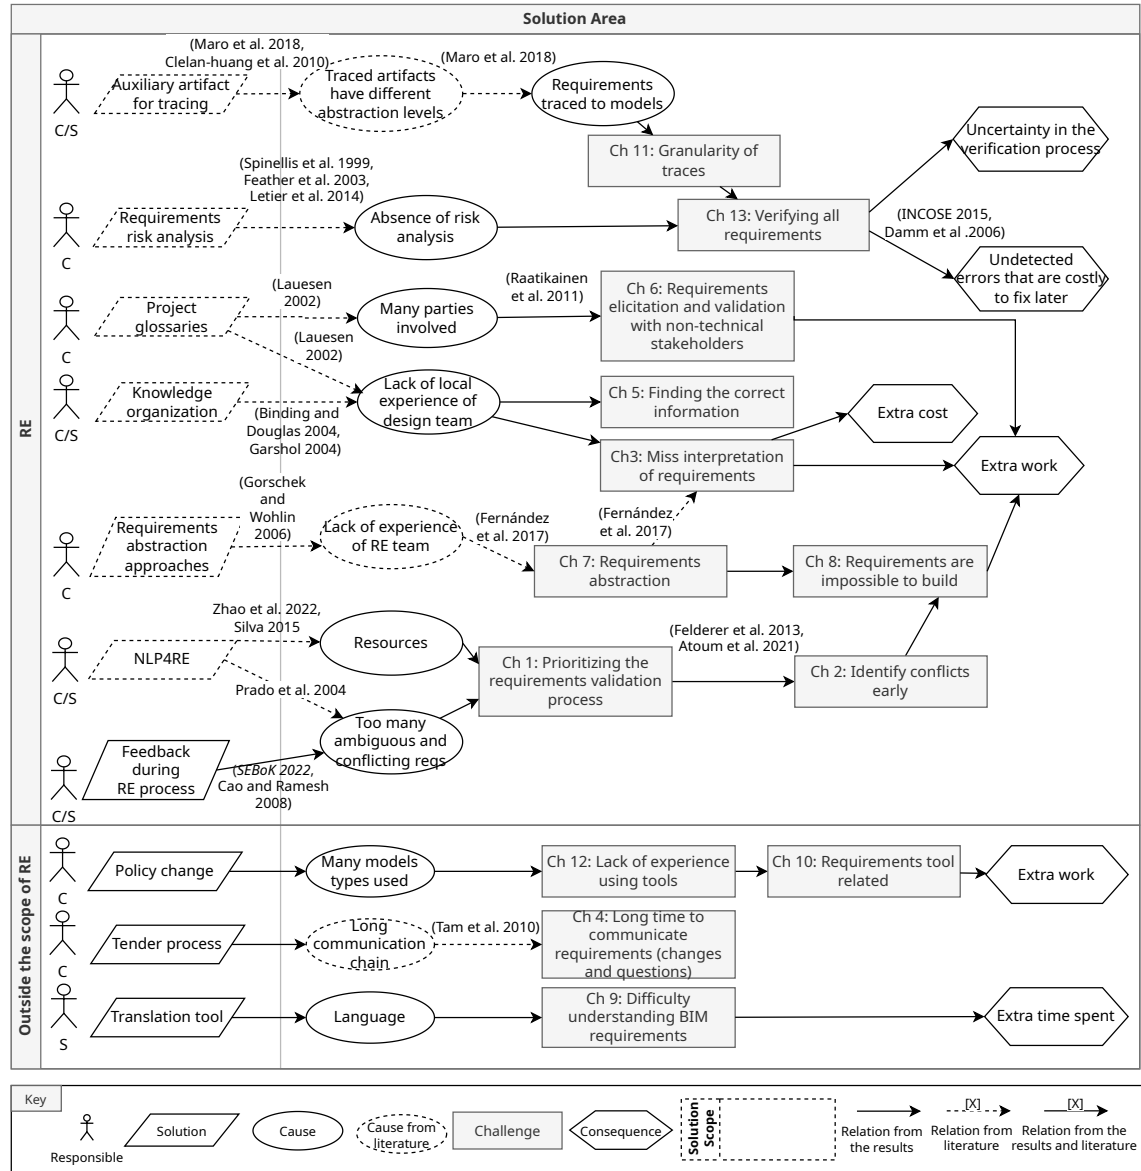 Solution Area
RE
(Maro et al. 2018,
Clelan-huang et al. 2010)
(Maro et al. 2018)
C/S
Auxiliary artifact
for tracing
Traced artifacts
have different
abstraction levels
Requirements
traced to models
Ch 11: Granularity of
traces
Uncertainty in the
verification process
(Spinellis et al. 1999,
Feather et al. 2003,
Letier et al. 2014)
C
Requirements
risk analysis
Absence of risk
analysis
Ch 13: Verifying all
requirements
(INCOSE 2015,
Damm et al .2006)
Undetected
errors that are costly
to fix later
C
Project
glossaries
(Lauesen
2002)
(Lauesen
2002)
Many parties
involved
(Raatikainen
et al. 2011)
Ch 6: Requirements
elicitation and validation
with non-technical
stakeholders
C/S
Knowledge
organization
(Binding and
Douglas 2004,
Garshol 2004)
Lack of local
experience of
design team
Ch 5: Finding the correct
information
Ch3: Miss interpretation
of requirements
Extra cost
Extra work
C
Requirements
abstraction
approaches
(Gorschek
and
Wohlin
2006)
Lack of experience
of RE team
(Fernández
et al. 2017)
(Fernández
et al. 2017)
Ch 7: Requirements
abstraction
Ch 8: Requirements are
impossible to build
C/S
NLP4RE
Zhao et al. 2022,
Silva 2015
Prado et al. 2004
Resources
Ch 1: Prioritizing the
requirements validation
process
(Felderer et al. 2013,
Atoum et al. 2021)
Ch 2: Identify conflicts
early
C/S
Feedback
during
RE process
(SEBoK 2022,
Cao and Ramesh
2008)
Too many
ambiguous and
conflicting reqs
Outside the scope of RE
C
Policy change
Many models
types used
Ch 12: Lack of experience
using tools
Ch 10: Requirements tool
related
Extra work
C
Tender process
Long
communication
chain
(Tam et al. 2010)
Ch 4: Long time to
communicate
requirements (changes
and questions)
S
Translation tool
Language
Ch 9: Difficulty
understanding BIM
requirements
Extra time spent
Key
Responsible
Solution
Cause
Cause from
literature
Challenge
Consequence
Solution
Scope
Relation from
the results
[X]
Relation from
literature
[X]
Relation from the
results and literature